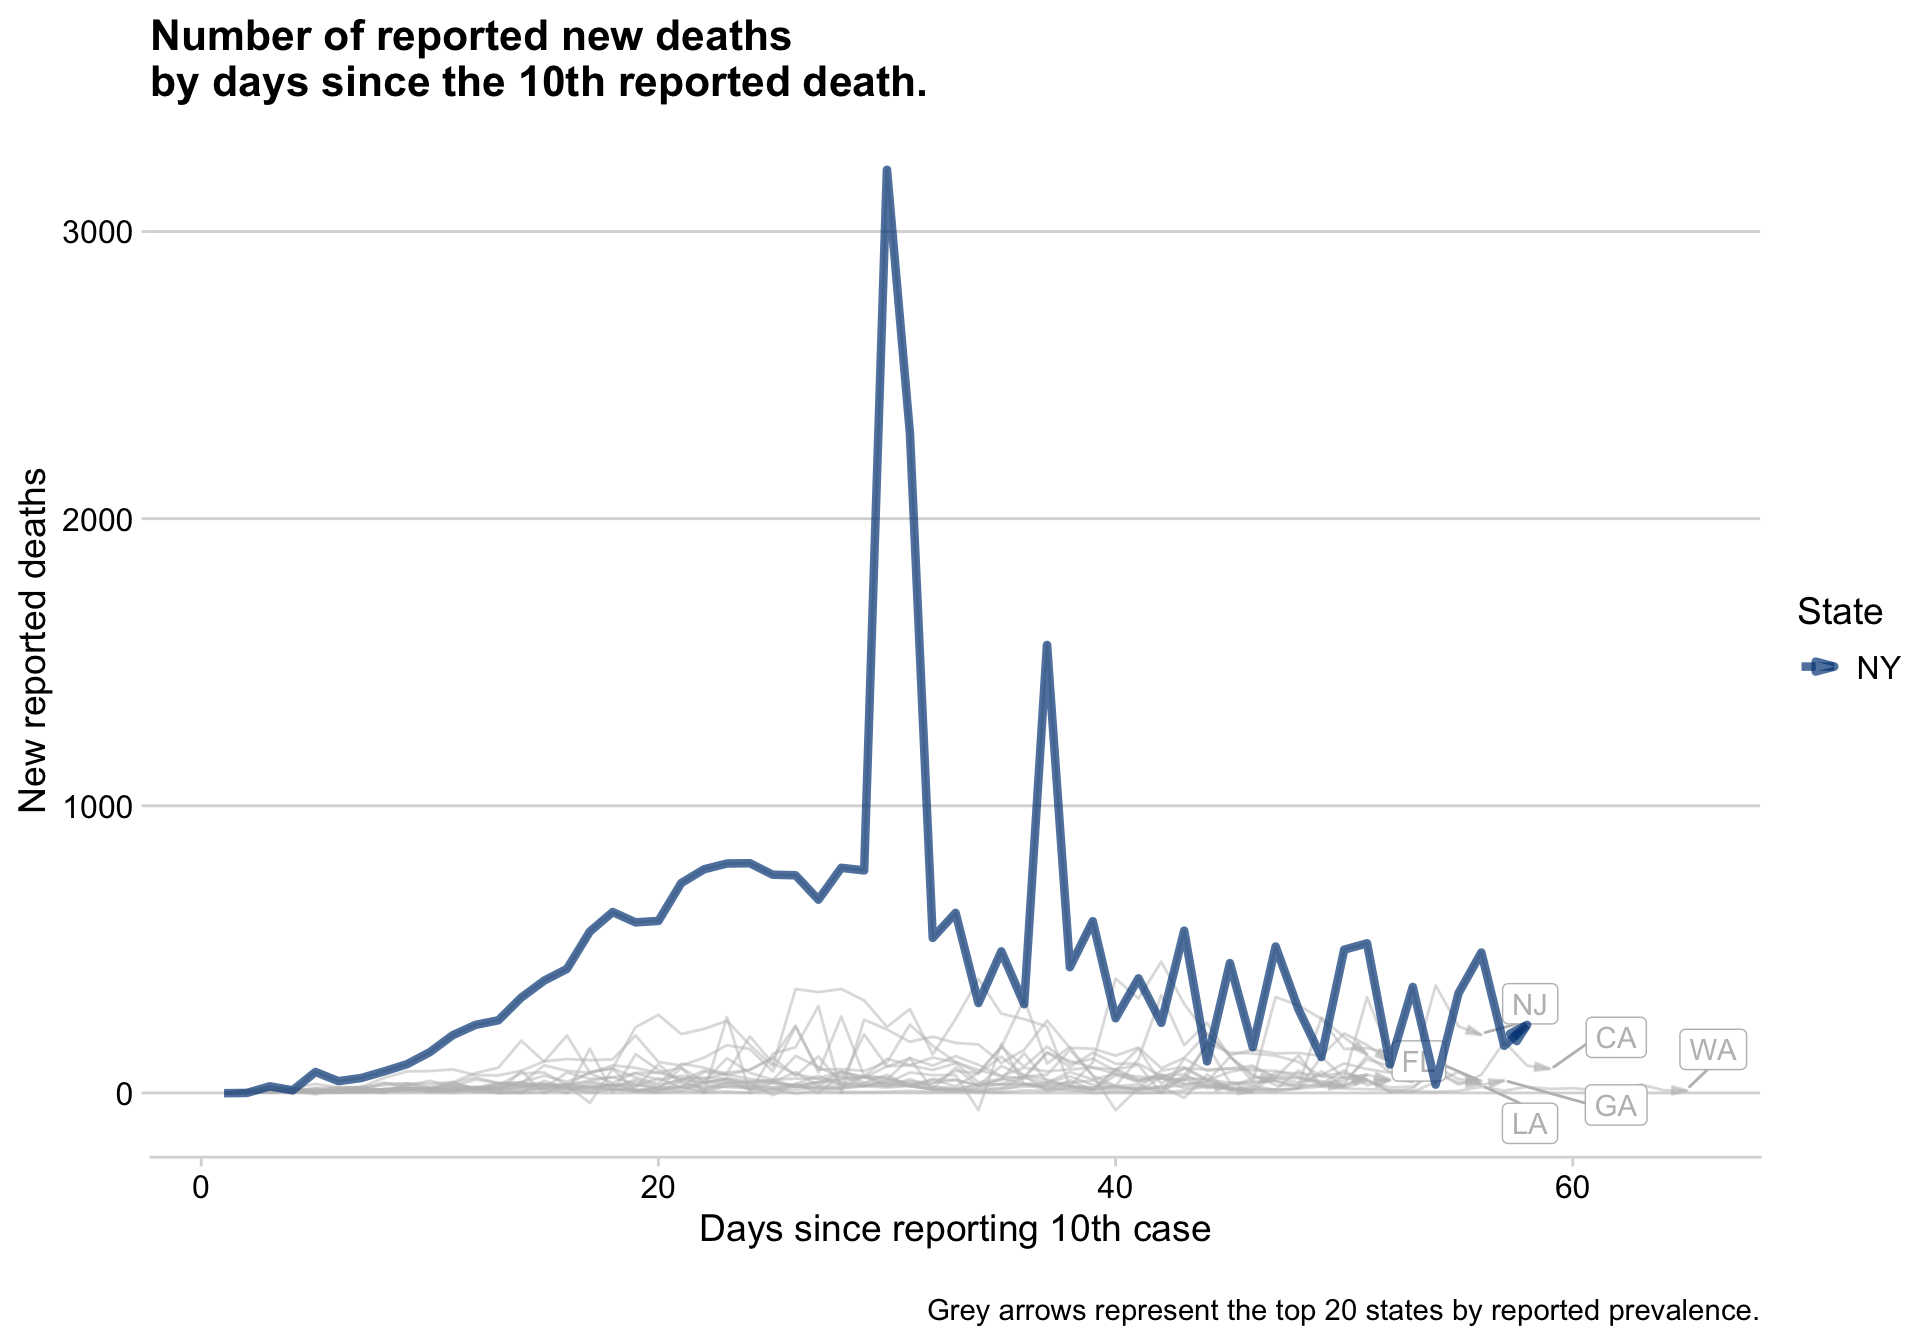 Number of reported new deaths
by days since the 10th reported death.
New reported deaths
3000
2000
1000
0
0
20
40
60
Days since reporting 10th case
NJ
CA
WA
FL
GA
LA
State
NY
Grey arrows represent the top 20 states by reported prevalence.